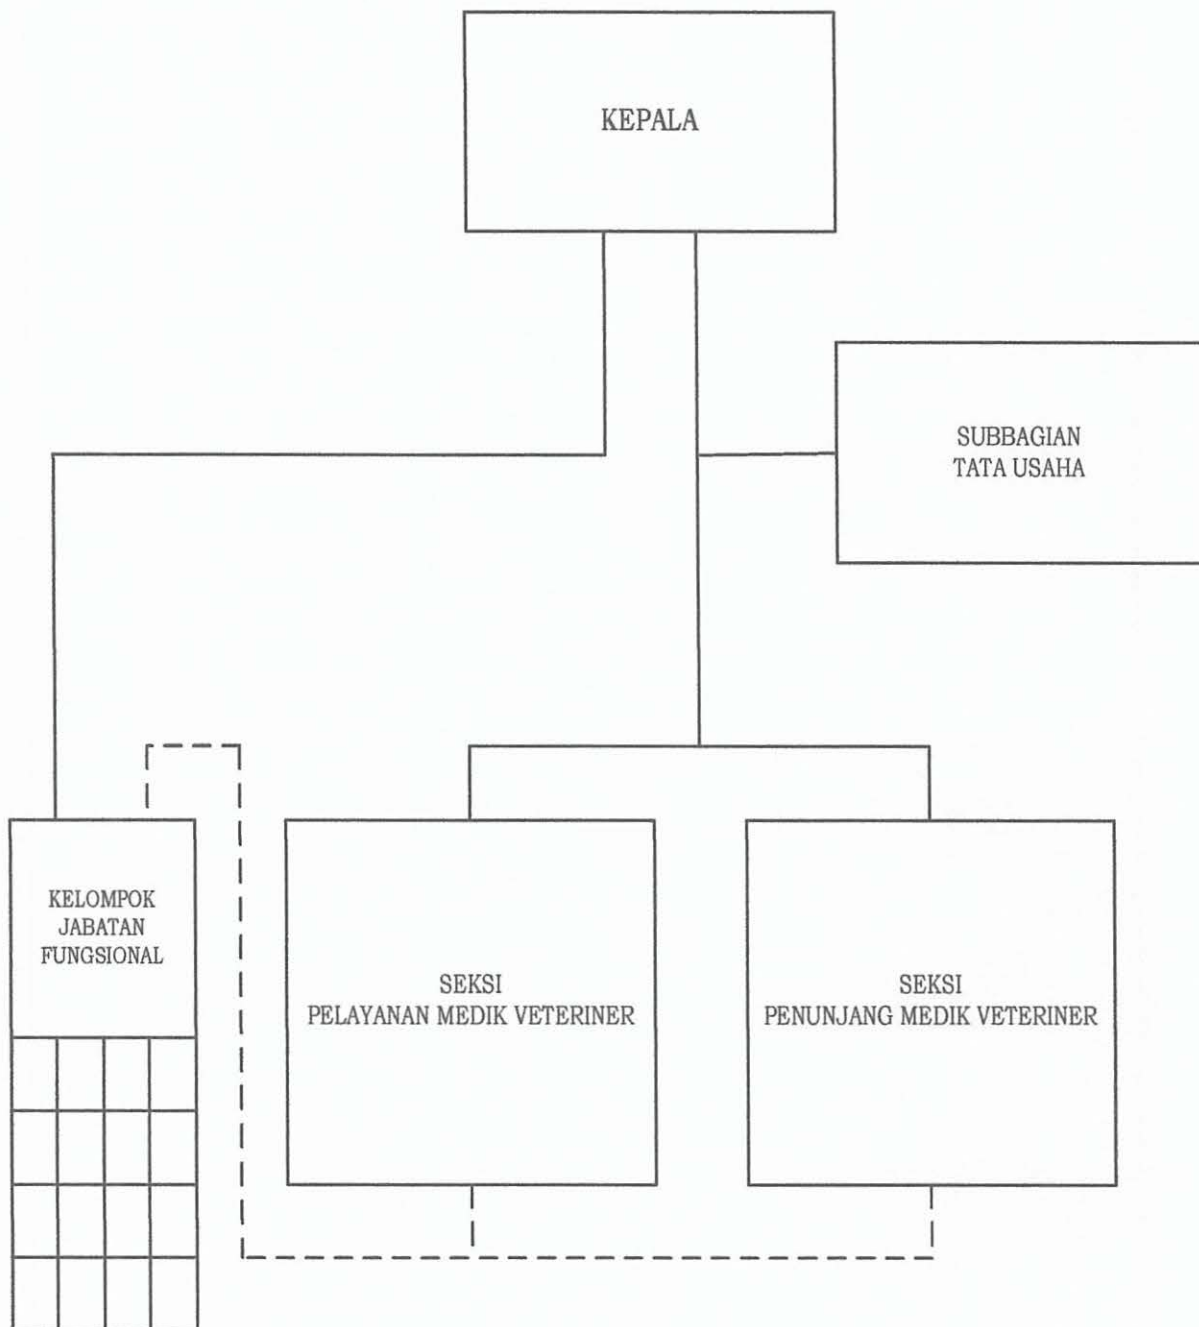 KEPALA
SUBBAGIAN
TATA USAHA
KELOMPOK
JABATAN
FUNGSIONAL
SEKSI
PELAYANAN MEDIK VETERINER
SEKSI
PENUNJANG MEDIK VETERINER